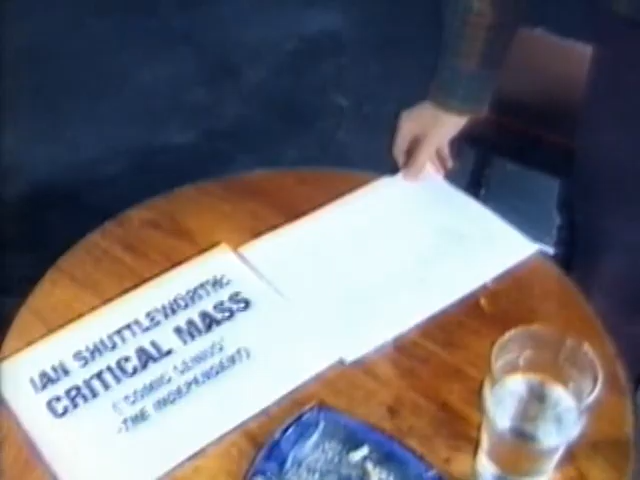 IAN SHUTTLEWORTH:
CRITICAL MASS
('COMIC GENIUS'
-THE INDEPENDENT)